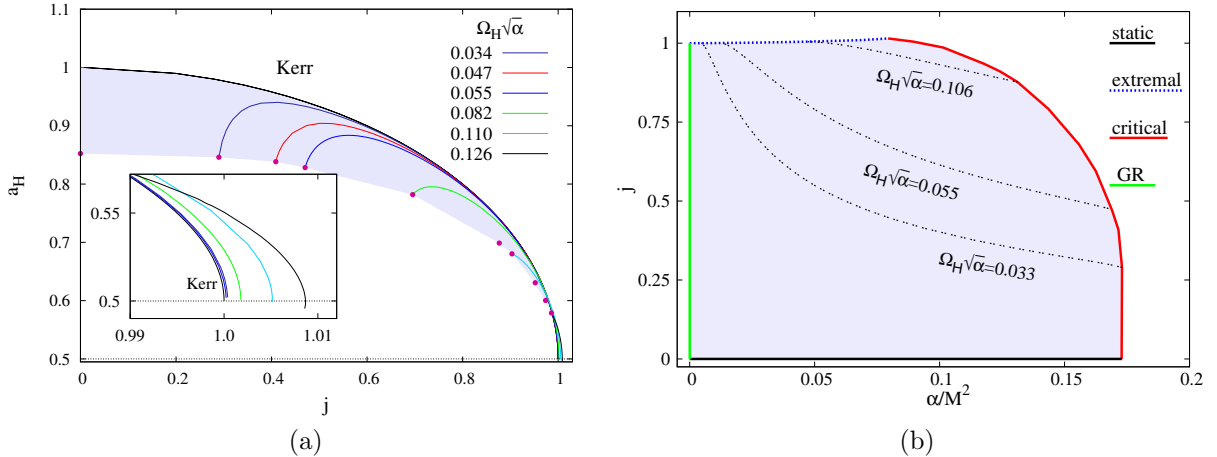 1.1
1
0.9
0.8
0.7
0.6
0.5
a_H
0
0.2
0.4
0.6
0.8
1
j
Kerr
Ω_H√α
0.034
0.047
0.055
0.082
0.110
0.126
0.55
0.5
Kerr
0.99
1.0
1.01
(a)
1
0.75
0.5
0.25
0
j
0
0.05
0.1
0.15
0.2
α/M²
Ω_H√α=0.106
Ω_H√α=0.055
Ω_H√α=0.033
static
extremal
critical
GR
(b)